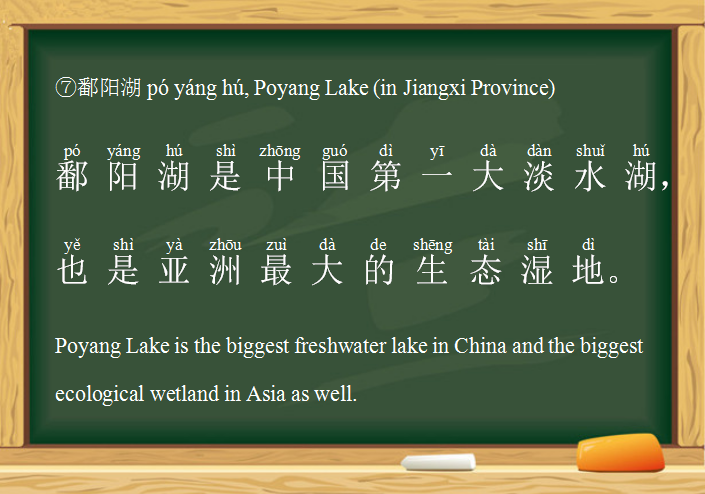 ⑦鄱阳湖 pó yáng hú, Poyang Lake (in Jiangxi Province)
pó yáng hú shì zhōng guó dì yī dà dàn shuǐ hú
鄱阳湖是中国第一大淡水湖，
yě shì yà zhōu zuì dà de shēng tài shī dì
也是亚洲最大的生态湿地。
Poyang Lake is the biggest freshwater lake in China and the biggest
ecological wetland in Asia as well.